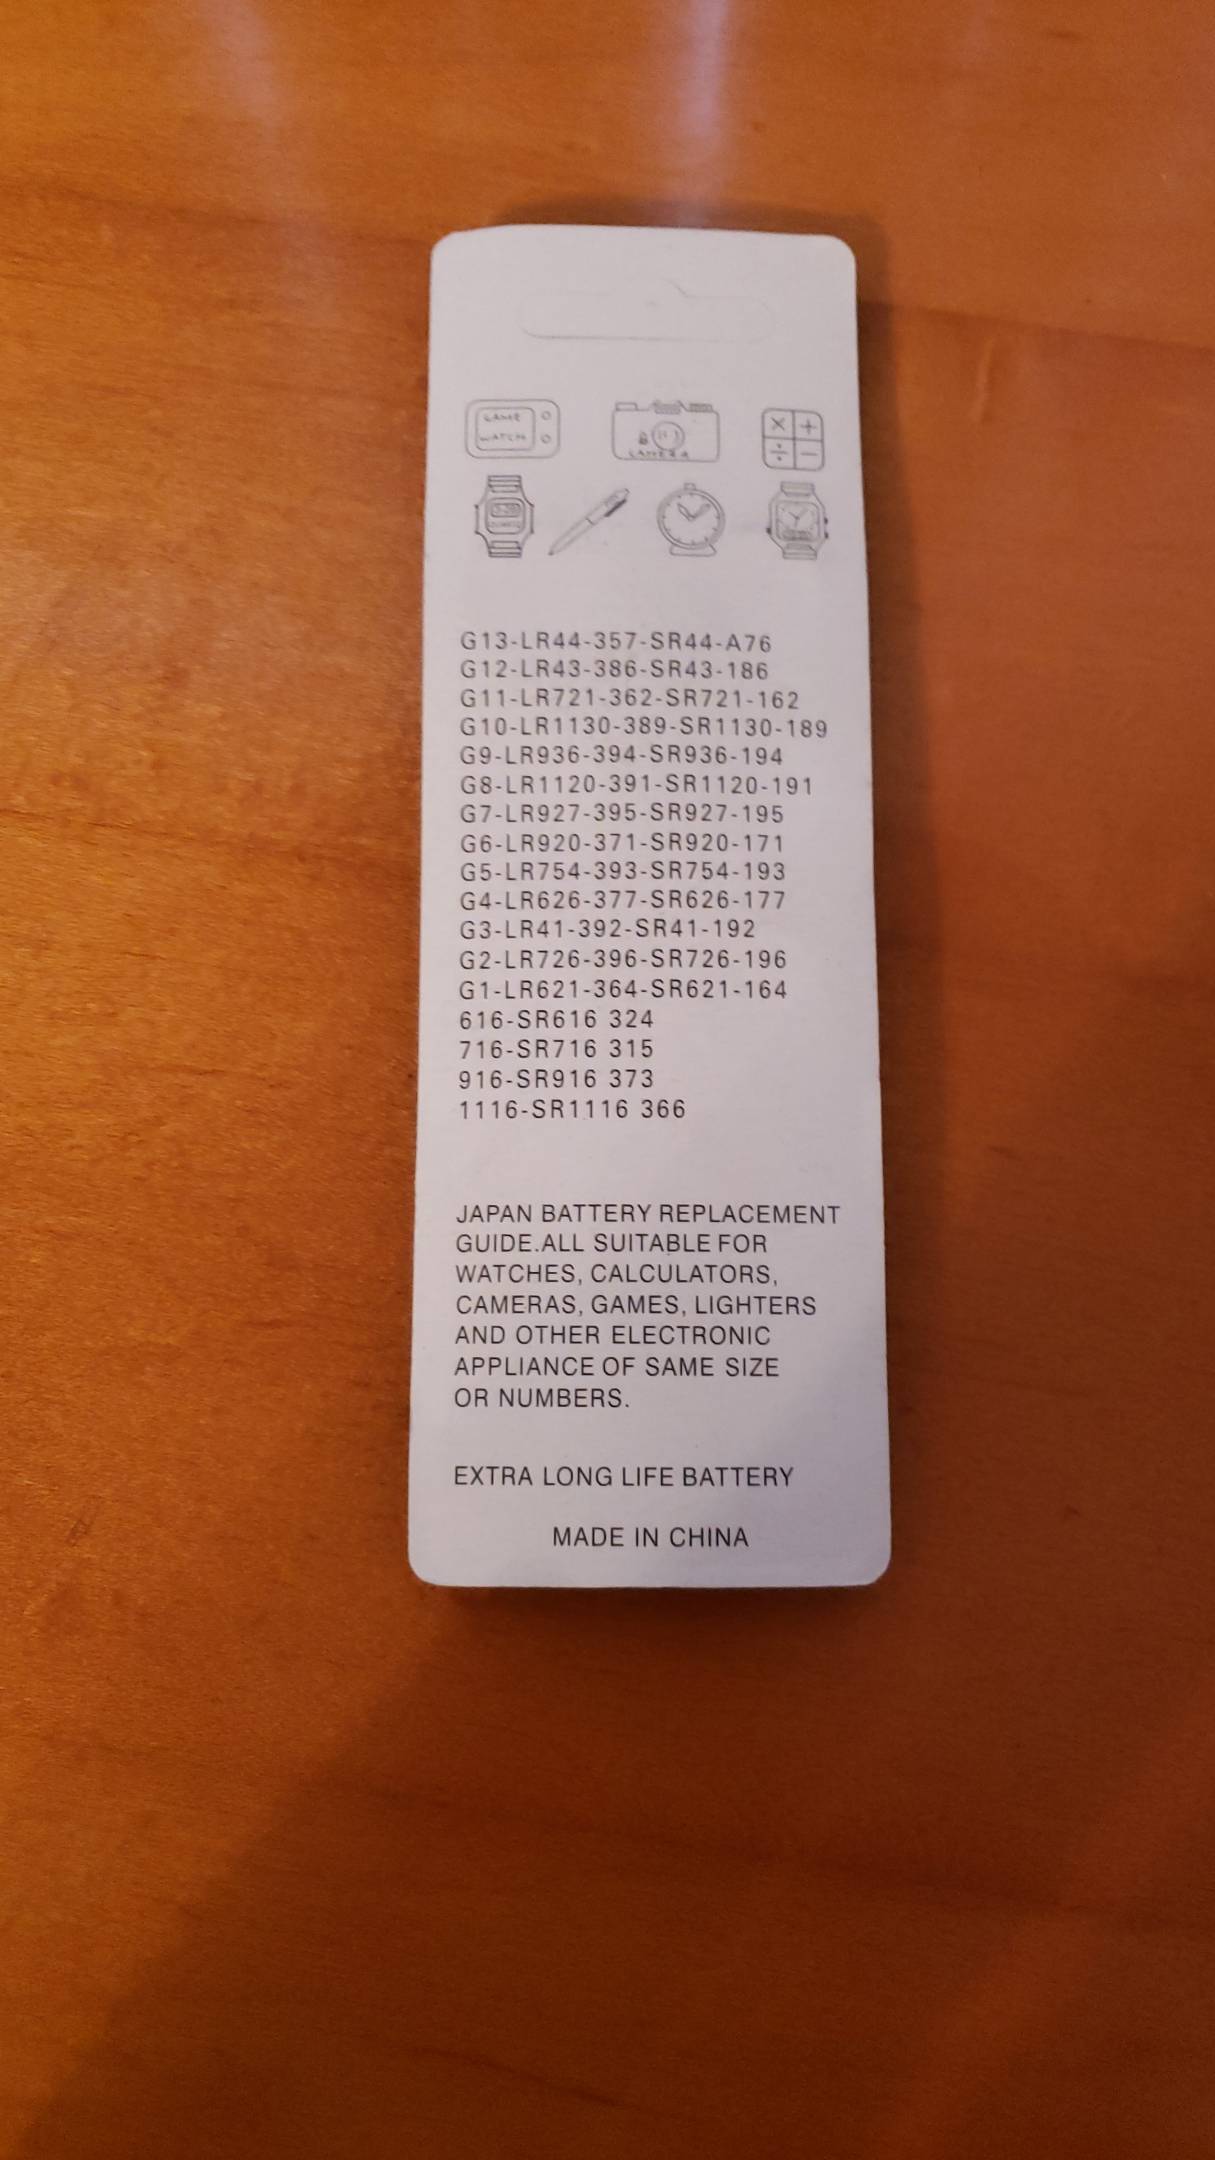 GAME
WATCH
CAMERA
G13-LR44-357-SR44-A76
G12-LR43-386-SR43-186
G11-LR721-362-SR721-162
G10-LR1130-389-SR1130-189
G9-LR936-394-SR936-194
G8-LR1120-391-SR1120-191
G7-LR927-395-SR927-195
G6-LR920-371-SR920-171
G5-LR754-393-SR754-193
G4-LR626-377-SR626-177
G3-LR41-392-SR41-192
G2-LR726-396-SR726-196
G1-LR621-364-SR621-164
616-SR616 324
716-SR716 315
916-SR916 373
1116-SR1116 366
JAPAN BATTERY REPLACEMENT
GUIDE.ALL SUITABLE FOR
WATCHES, CALCULATORS,
CAMERAS, GAMES, LIGHTERS
AND OTHER ELECTRONIC
APPLIANCE OF SAME SIZE
OR NUMBERS.
EXTRA LONG LIFE BATTERY
MADE IN CHINA